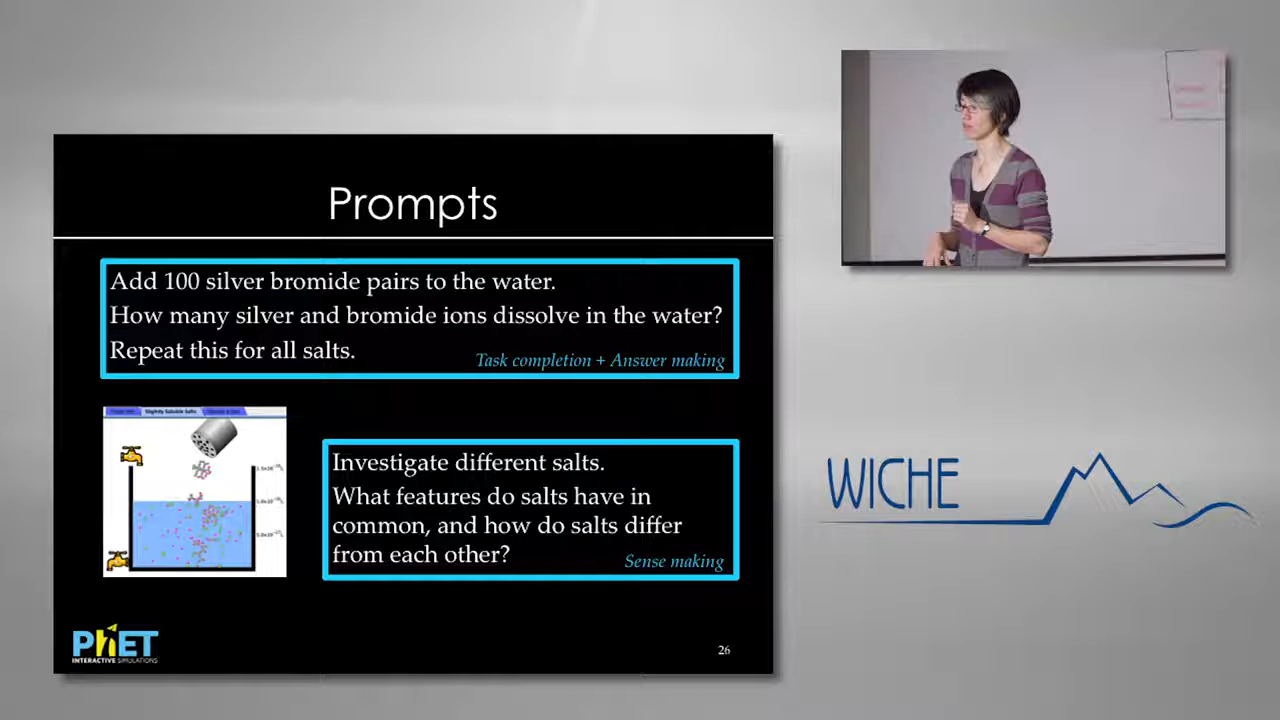 Prompts
Add 100 silver bromide pairs to the water.
How many silver and bromide ions dissolve in the water?
Repeat this for all salts.
Task completion + Answer making
Slightly Soluble Salts
Investigate different salts.
What features do salts have in
common, and how do salts differ
from each other?
Sense making
PhET
INTERACTIVE SIMULATIONS
26
WICHE